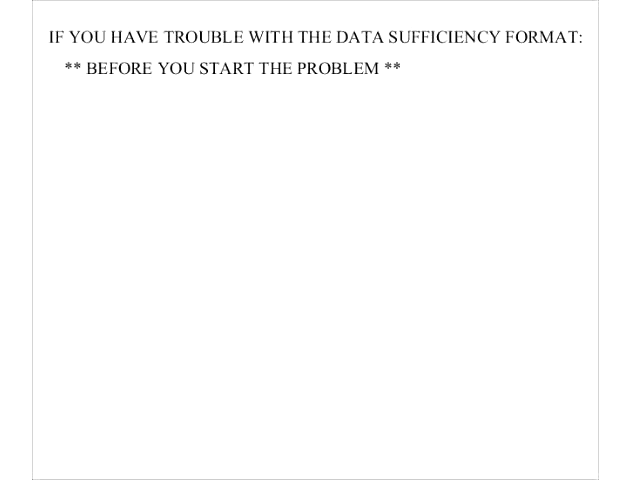 IF YOU HAVE TROUBLE WITH THE DATA SUFFICIENCY FORMAT:
** BEFORE YOU START THE PROBLEM **